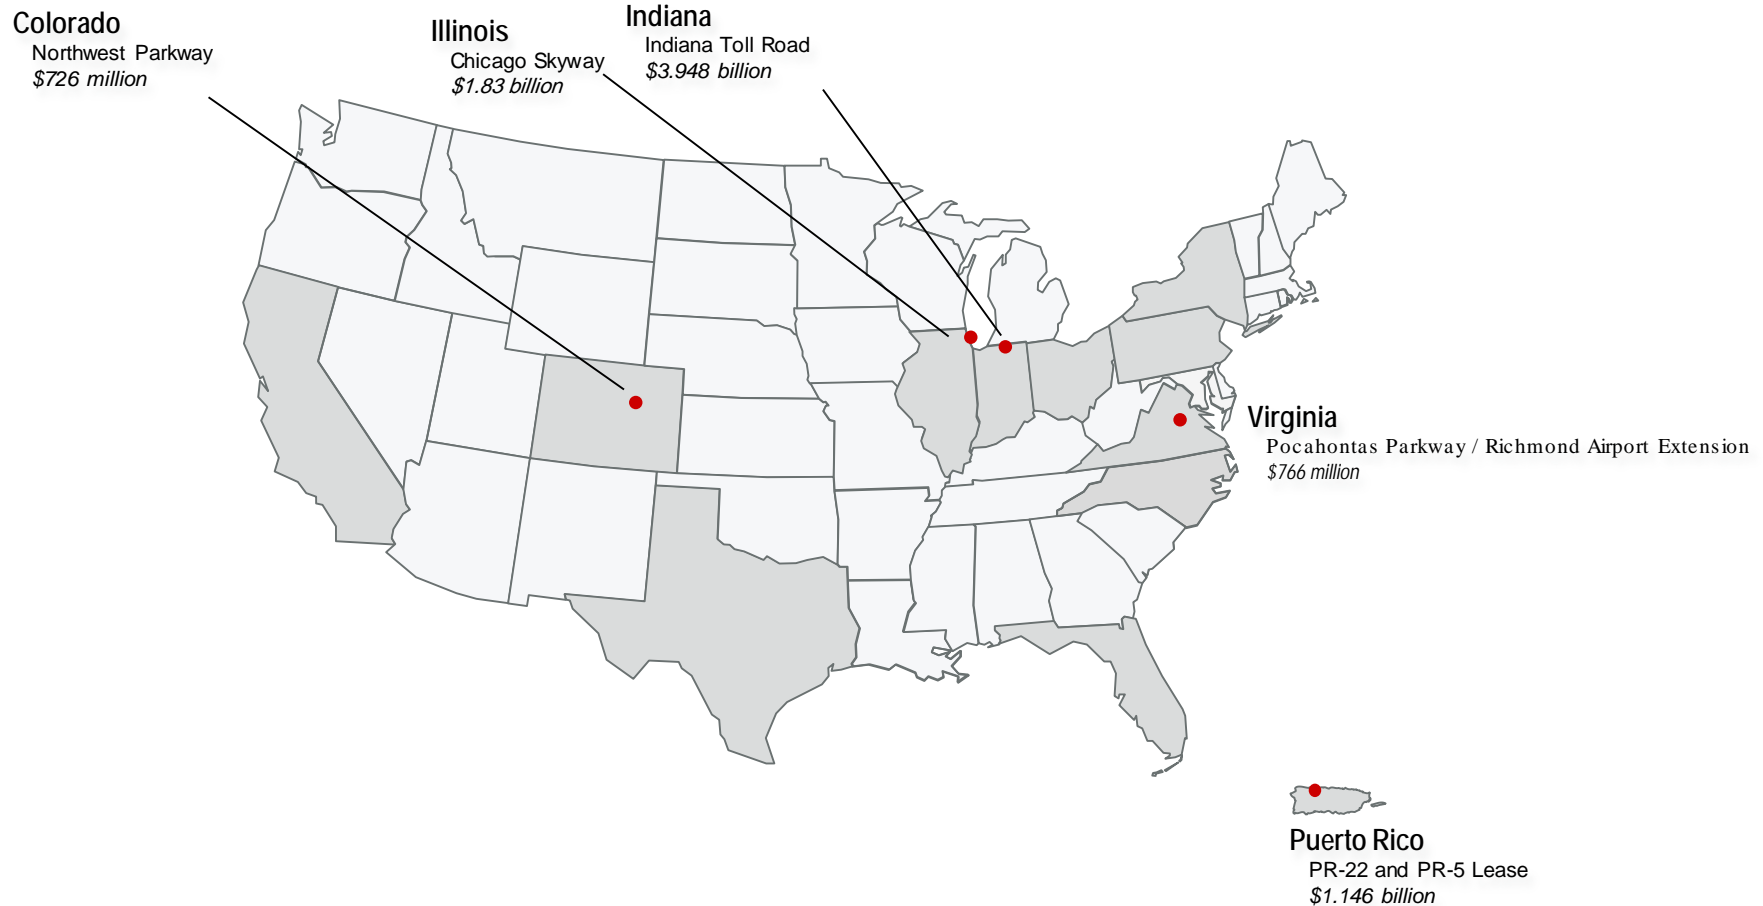 Colorado
Northwest Parkway
$726 million
Illinois
Chicago Skyway
$1.83 billion
Indiana
Indiana Toll Road
$3.948 billion
Virginia
Pocahontas Parkway / Richmond Airport Extension
$766 million
Puerto Rico
PR-22 and PR-5 Lease
$1.146 billion